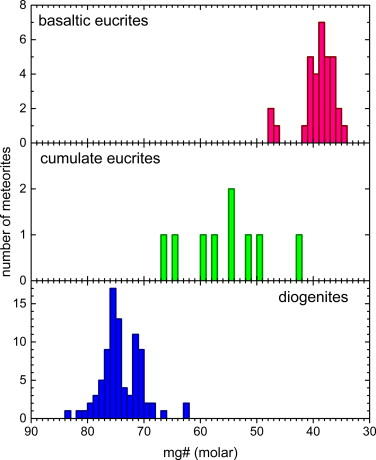 8
basaltic eucrites
6
4
2
0
cumulate eucrites
2
1
0
number of meteorites
diogenites
15
10
5
0
90 80 70 60 50 40 30
mg# (molar)